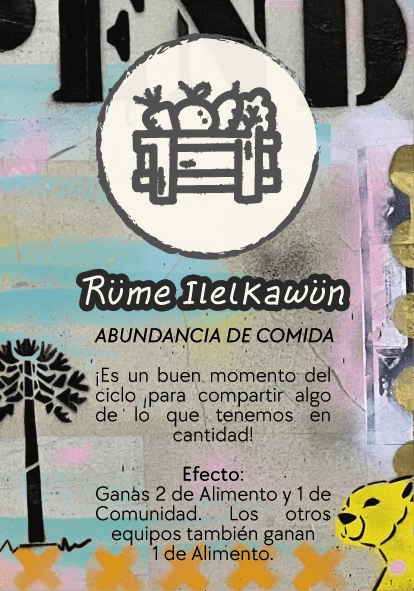 END
Rüme Ilelkawün
ABUNDANCIA DE COMIDA
¡Es un buen momento del
ciclo para compartir algo
de lo que tenemos en
cantidad!
Efecto:
Ganas 2 de Alimento y 1 de
Comunidad. Los otros
equipos también ganan
1 de Alimento.